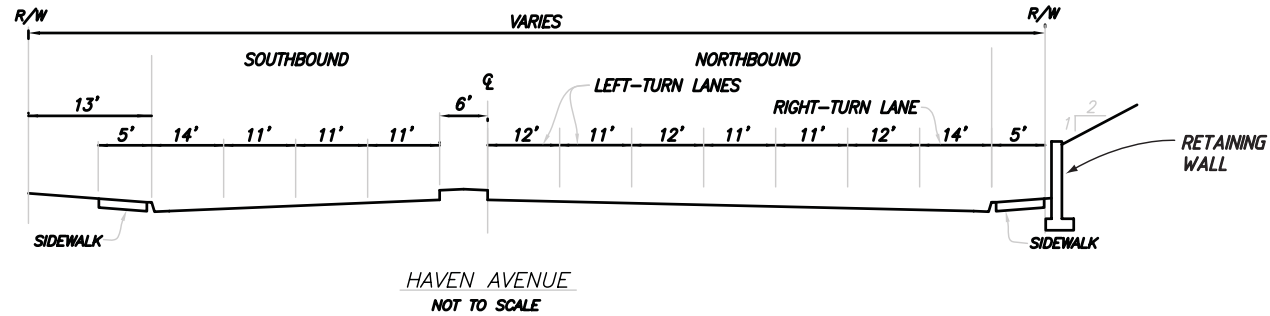 R/W
R/W
VARIES
SOUTHBOUND
NORTHBOUND
℄
LEFT-TURN LANES
13'
6'
RIGHT-TURN LANE
1
2
5'
14'
11'
11'
11'
12'
11'
12'
11'
11'
12'
14'
5'
RETAINING
WALL
SIDEWALK
SIDEWALK
HAVEN AVENUE
NOT TO SCALE